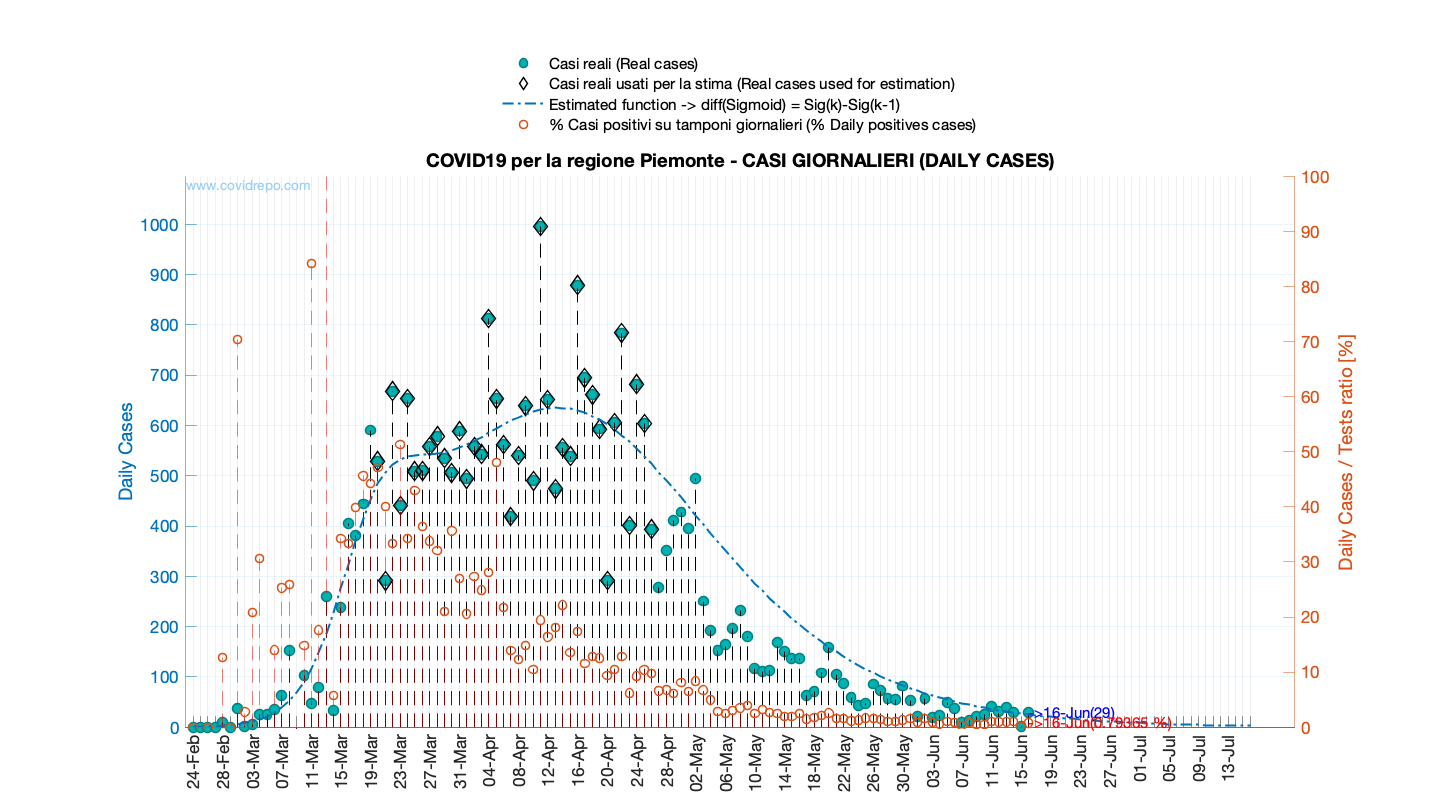 Casi reali (Real cases)
Casi reali usati per la stima (Real cases used for estimation)
Estimated function -> diff(Sigmoid) = Sig(k)-Sig(k-1)
% Casi positivi su tamponi giornalieri (% Daily positives cases)
COVID19 per la regione Piemonte - CASI GIORNALIERI (DAILY CASES)
www.covidrepo.com
Daily Cases
1000
900
800
700
600
500
400
300
200
100
0
100
90
80
70
60
50
40
30
20
10
0
Daily Cases / Tests ratio [%]
>16-Jun(29)
>16-Jun(0.79365 %)
24-Feb
28-Feb
03-Mar
07-Mar
11-Mar
15-Mar
19-Mar
23-Mar
27-Mar
31-Mar
04-Apr
08-Apr
12-Apr
16-Apr
20-Apr
24-Apr
28-Apr
02-May
06-May
10-May
14-May
18-May
22-May
26-May
30-May
03-Jun
07-Jun
11-Jun
15-Jun
19-Jun
23-Jun
27-Jun
01-Jul
05-Jul
09-Jul
13-Jul